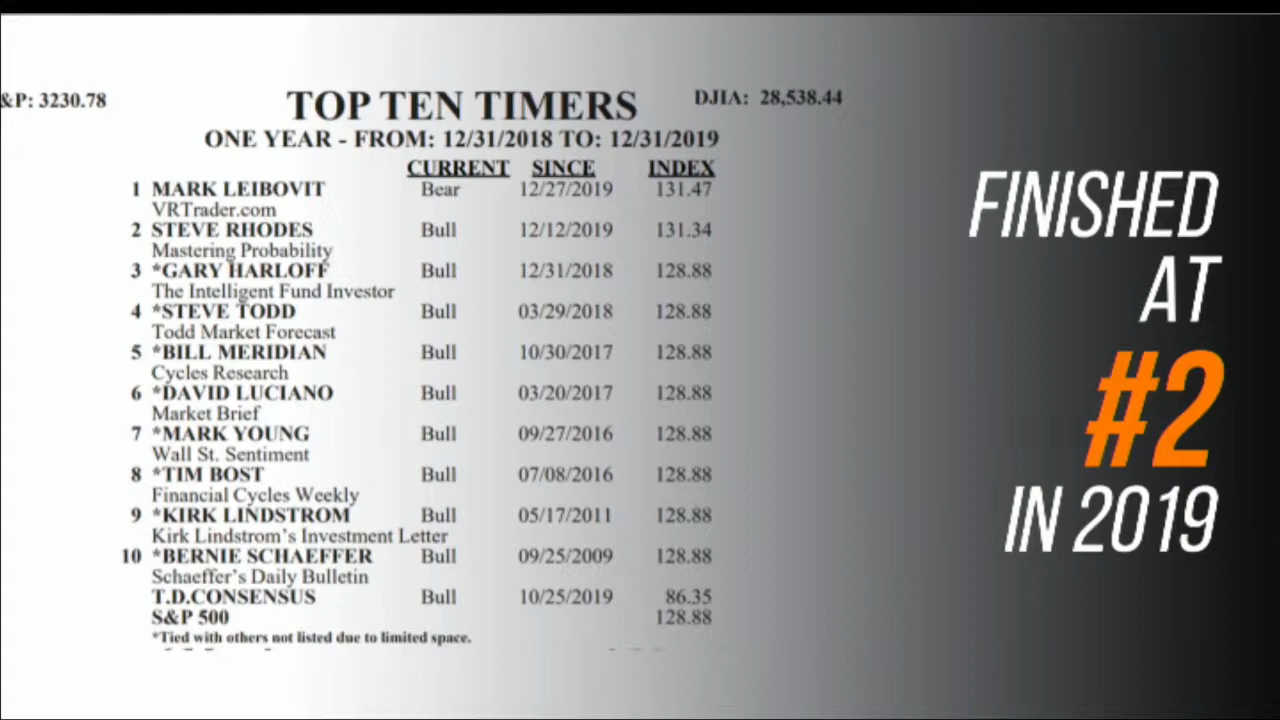 &P: 3230.78
TOP TEN TIMERS
DJIA: 28,538.44
ONE YEAR - FROM: 12/31/2018 TO: 12/31/2019
CURRENT SINCE INDEX
1 MARK LEIBOVIT Bear 12/27/2019 131.47
VRTrader.com
2 STEVE RHODES Bull 12/12/2019 131.34
Mastering Probability
3 *GARY HARLOFF Bull 12/31/2018 128.88
The Intelligent Fund Investor
4 *STEVE TODD Bull 03/29/2018 128.88
Todd Market Forecast
5 *BILL MERIDIAN Bull 10/30/2017 128.88
Cycles Research
6 *DAVID LUCIANO Bull 03/20/2017 128.88
Market Brief
7 *MARK YOUNG Bull 09/27/2016 128.88
Wall St. Sentiment
8 *TIM BOST Bull 07/08/2016 128.88
Financial Cycles Weekly
9 *KIRK LINDSTROM Bull 05/17/2011 128.88
Kirk Lindstrom's Investment Letter
10 *BERNIE SCHAEFFER Bull 09/25/2009 128.88
Schaeffer's Daily Bulletin
T.D.CONSENSUS Bull 10/25/2019 86.35
S&P 500 128.88
*Tied with others not listed due to limited space.
FINISHED
AT
#2
IN 2019